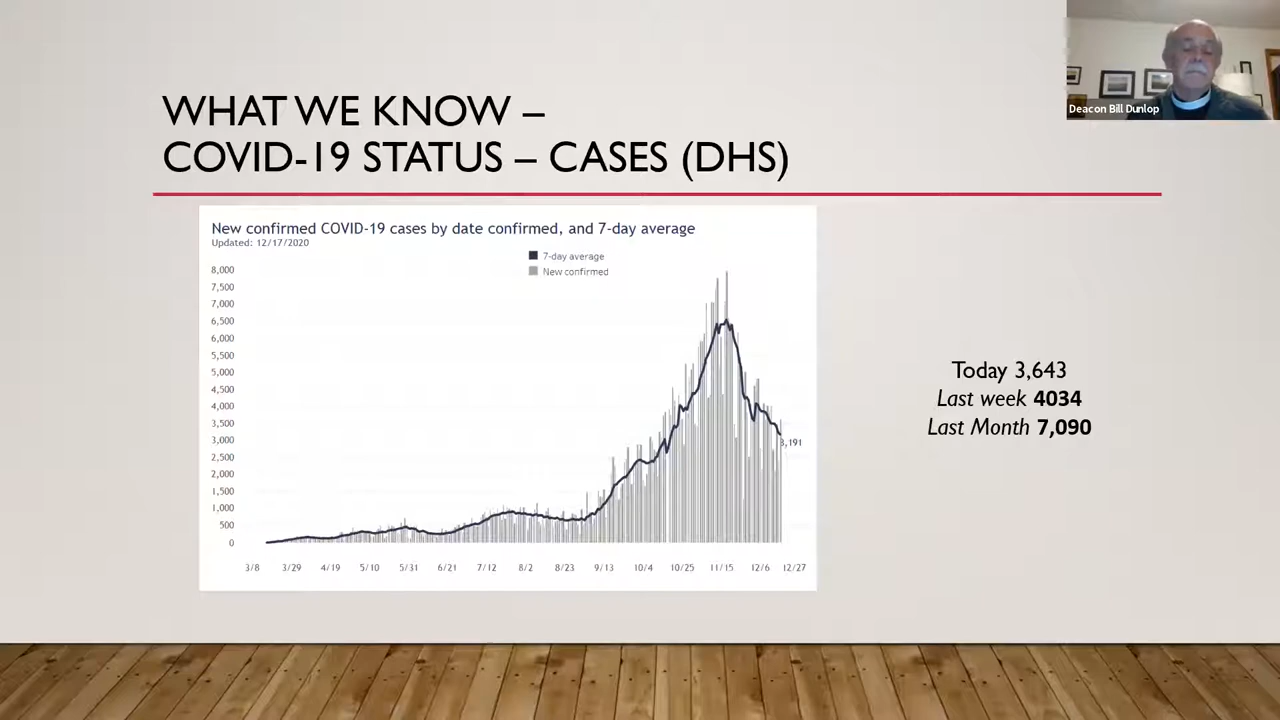 WHAT WE KNOW –
COVID-19 STATUS – CASES (DHS)
Deacon Bill Dunlop
New confirmed COVID-19 cases by date confirmed, and 7-day average
Updated: 12/17/2020
7-day average
New confirmed
8,000
7,500
7,000
6,500
6,000
5,500
5,000
4,500
4,000
3,500
3,000
2,500
2,000
1,500
1,000
500
0
3,191
3/8 3/29 4/19 5/10 5/31 6/21 7/12 8/2 8/23 9/13 10/4 10/25 11/15 12/6 12/27
Today 3,643
Last week 4034
Last Month 7,090